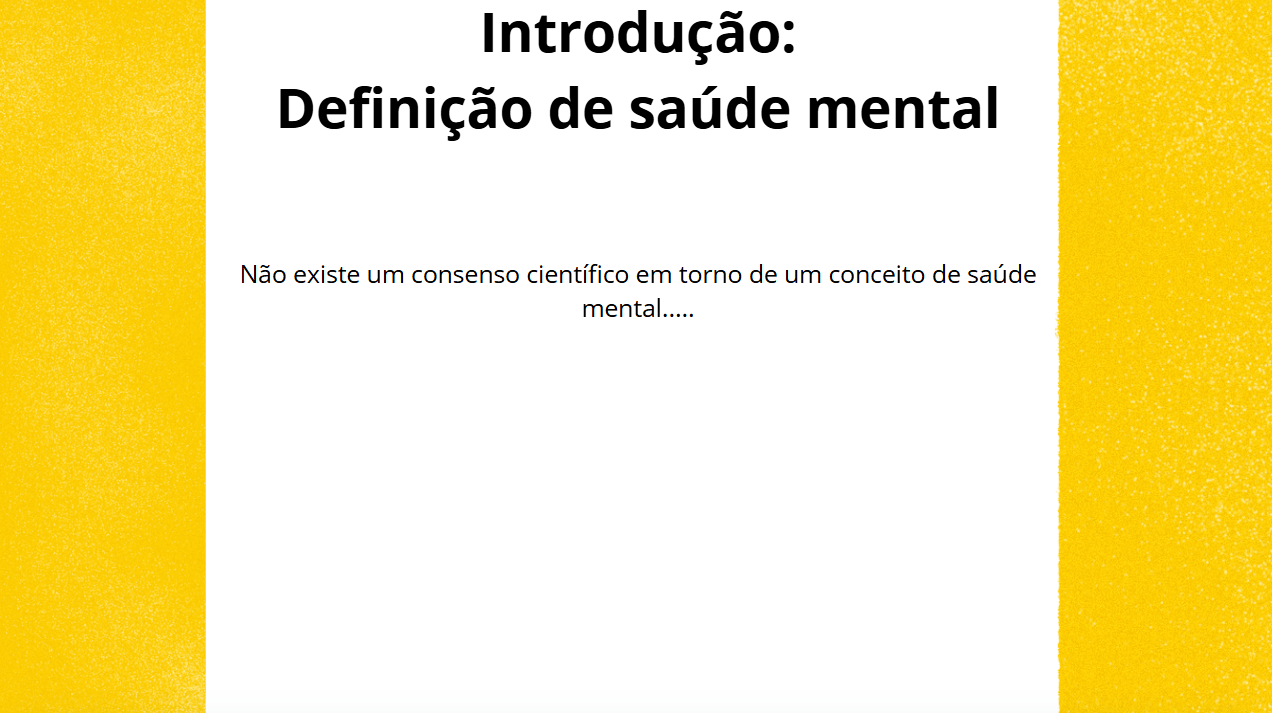 Introdução:
Definição de saúde mental
Não existe um consenso científico em torno de um conceito de saúde
mental.....